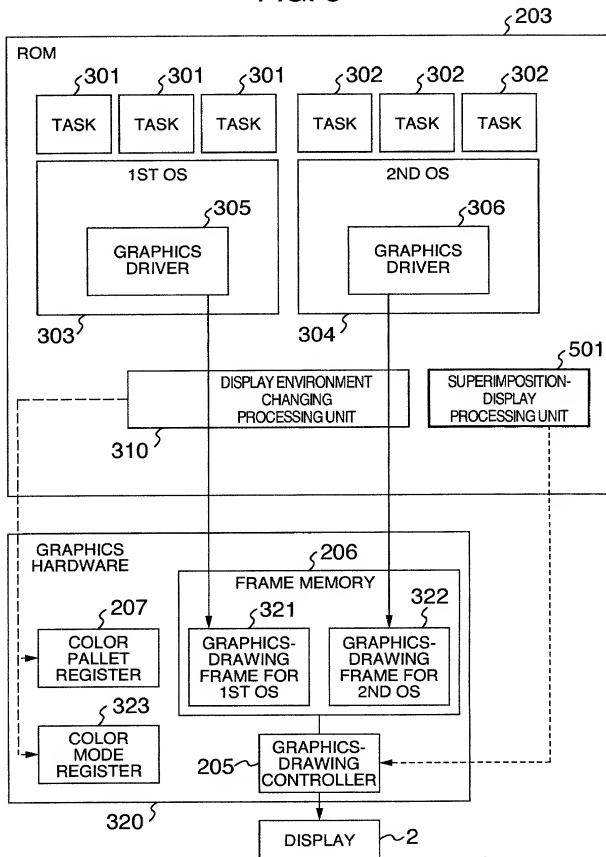 203
ROM
301 301 301 302 302 302
TASK TASK TASK TASK TASK TASK
1ST OS 2ND OS
305 306
GRAPHICS
DRIVER
GRAPHICS
DRIVER
303 304
501
DISPLAY ENVIRONMENT
CHANGING
PROCESSING UNIT
SUPERIMPOSITION-
DISPLAY
PROCESSING UNIT
310
GRAPHICS
HARDWARE
206
FRAME MEMORY
207
COLOR
PALLET
REGISTER
321
GRAPHICS-
DRAWING
FRAME FOR
1ST OS
322
GRAPHICS-
DRAWING
FRAME FOR
2ND OS
323
COLOR
MODE
REGISTER
205
GRAPHICS-
DRAWING
CONTROLLER
320
DISPLAY
2